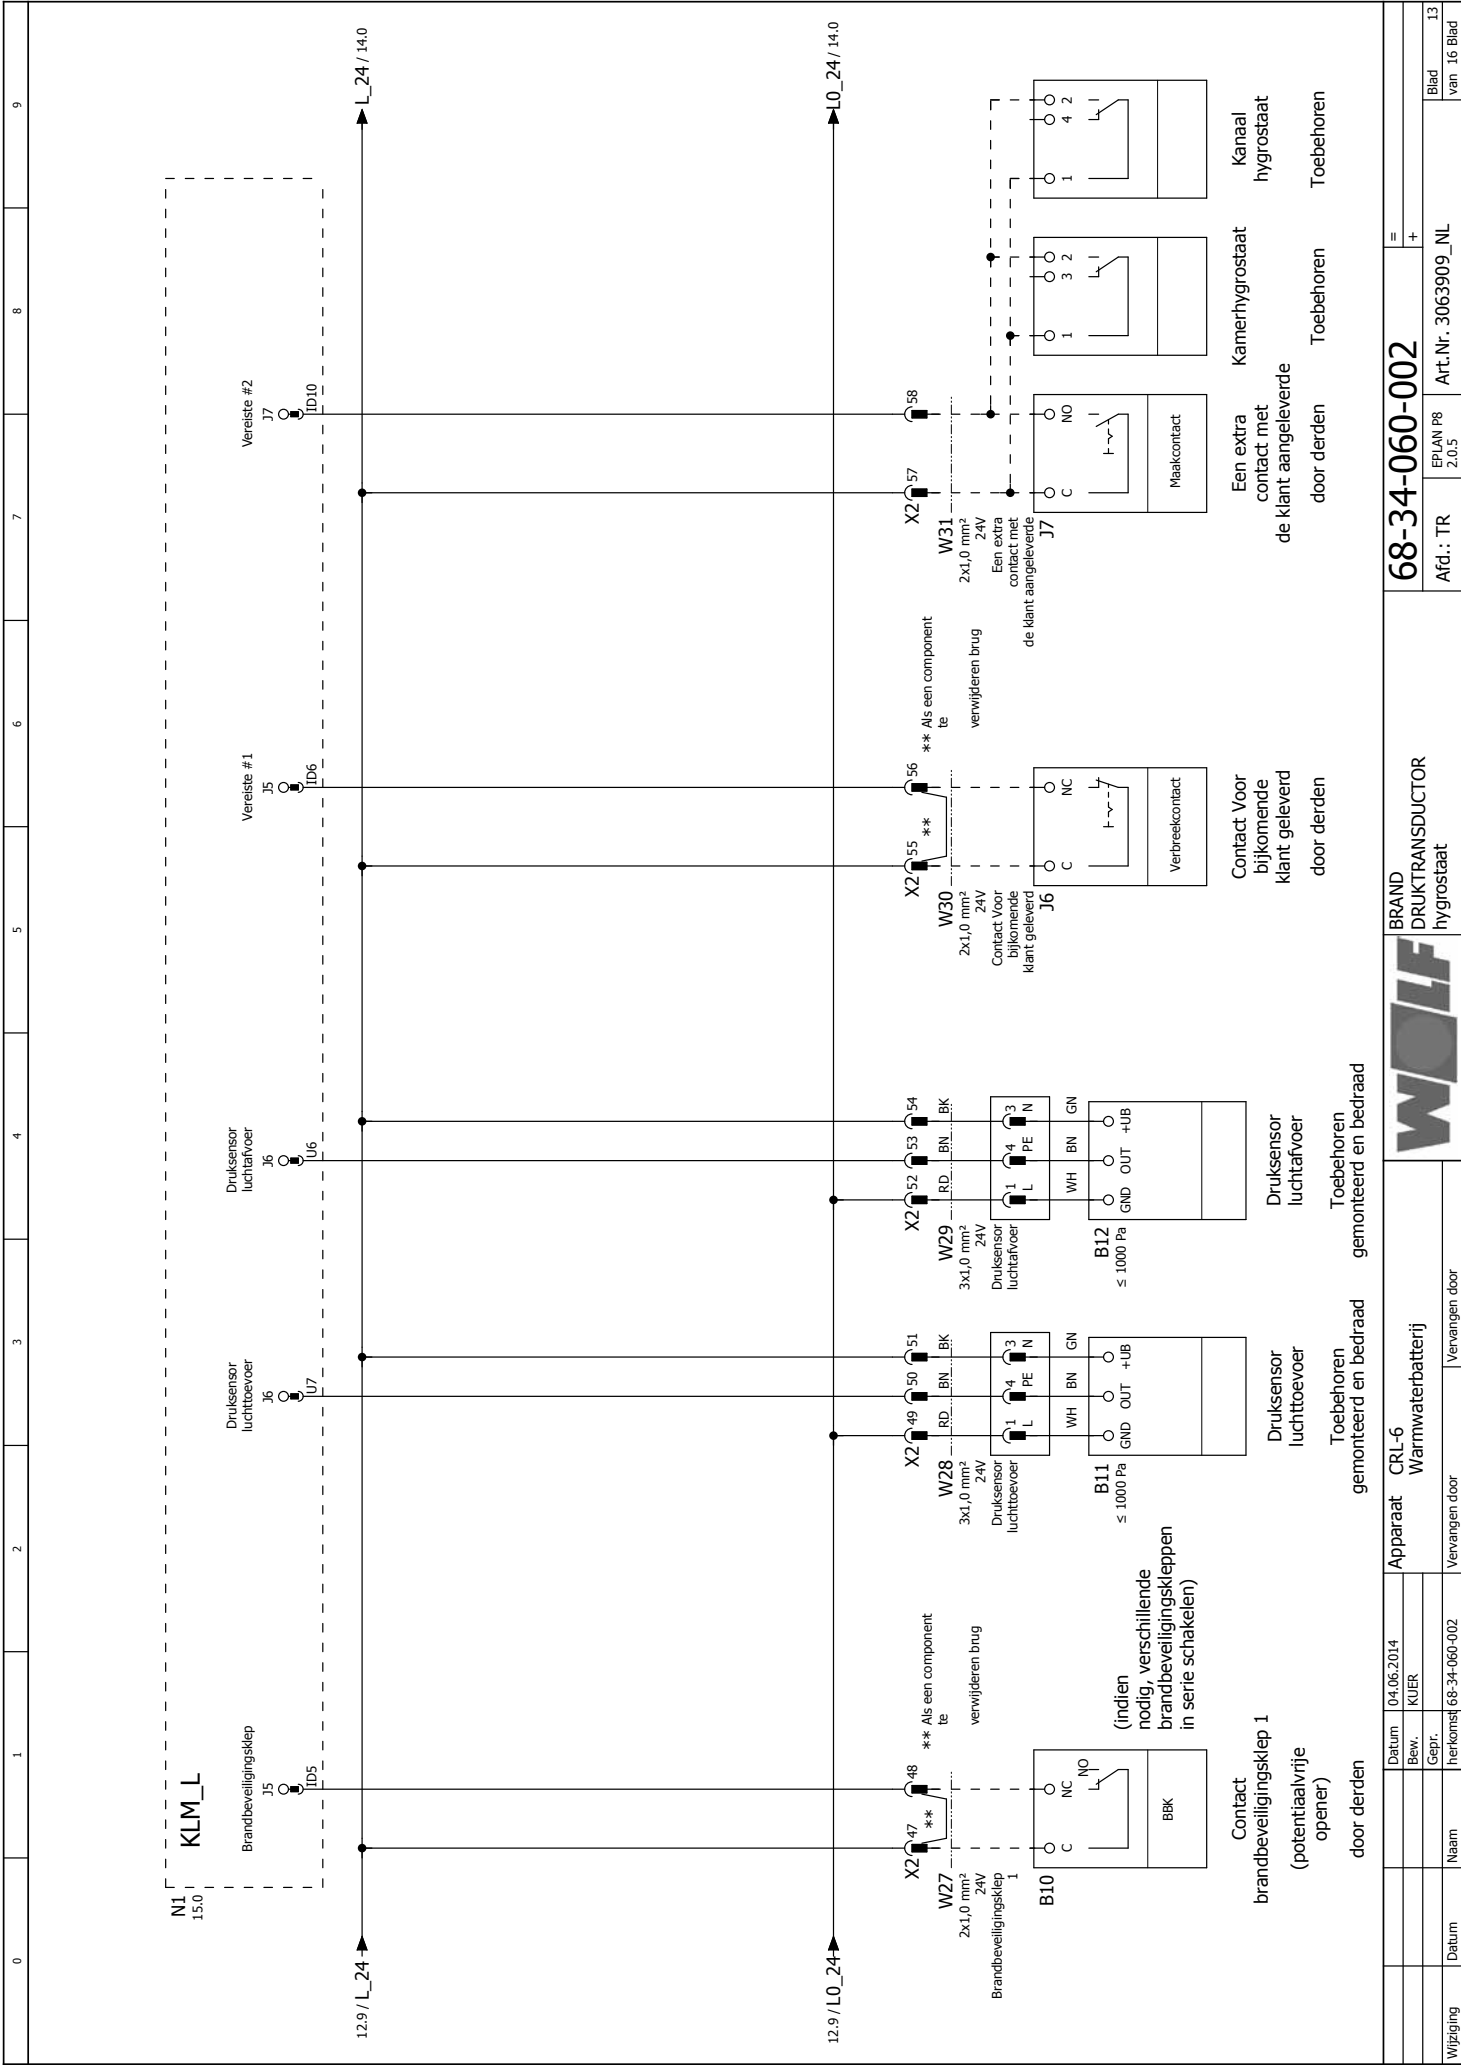 0 1 2 3 4 5 6 7 8 9
N1
15.0
KLM_L
Brandbeveiligingsklep
J5
ID5
Druksensor
luchttoevoer
J6
U7
Druksensor
luchtafvoer
J6
U6
Vereiste #1
J5
ID6
Vereiste #2
J7
ID10
12.9 / L_24
L_24 / 14.0
12.9 / L0_24
L0_24 / 14.0
X2 47 48
**
** Als een component
te
verwijderen brug
W27
2x1,0 mm²
24V
Brandbeveiligingsklep
1
B10
C NC NO
BBK
(indien
nodig, verschillende
brandbeveiligingskleppen
in serie schakelen)
Contact
brandbeveiligingsklep 1
(potentiaalvrije
opener)
door derden
X2 49 50 51
RD BN BK
W28
3x1,0 mm²
24V
Druksensor
luchttoevoer
1 4 3
L PE N
WH BN GN
B11
≤ 1000 Pa
GND OUT +UB
Druksensor
luchttoevoer
Toebehoren
gemonteerd en bedraad
X2 52 53 54
RD BN BK
W29
3x1,0 mm²
24V
Druksensor
luchtafvoer
1 4 3
L PE N
WH BN GN
B12
≤ 1000 Pa
GND OUT +UB
Druksensor
luchtafvoer
Toebehoren
gemonteerd en bedraad
X2 55 56
**
** Als een component
te
verwijderen brug
W30
2x1,0 mm²
24V
Contact Voor
bijkomende
klant geleverd
J6
C NC
Verbreekcontact
Contact Voor
bijkomende
klant geleverd
door derden
X2 57 58
W31
2x1,0 mm²
24V
Een extra
contact met
de klant aangeleverde
J7
C NO
Maakcontact
Een extra
contact met
de klant aangeleverde
door derden
1 3 2
Kamerhygrostaat
Toebehoren
1 4 2
Kanaal
hygrostaat
Toebehoren
Wijziging Datum Naam
Datum 04.06.2014
Bew. KUER
Gepr.
herkomst 68-34-060-002
Apparaat CRL-6
Warmwaterbatterij
Vervangen door Vervangen door
WOLF
BRAND
DRUKTRANSDUCTOR
hygrostaat
68-34-060-002
Afd.: TR
EPLAN P8
2.0.5
Art.Nr. 3063909_NL
=
+
Blad 13
van 16 Blad